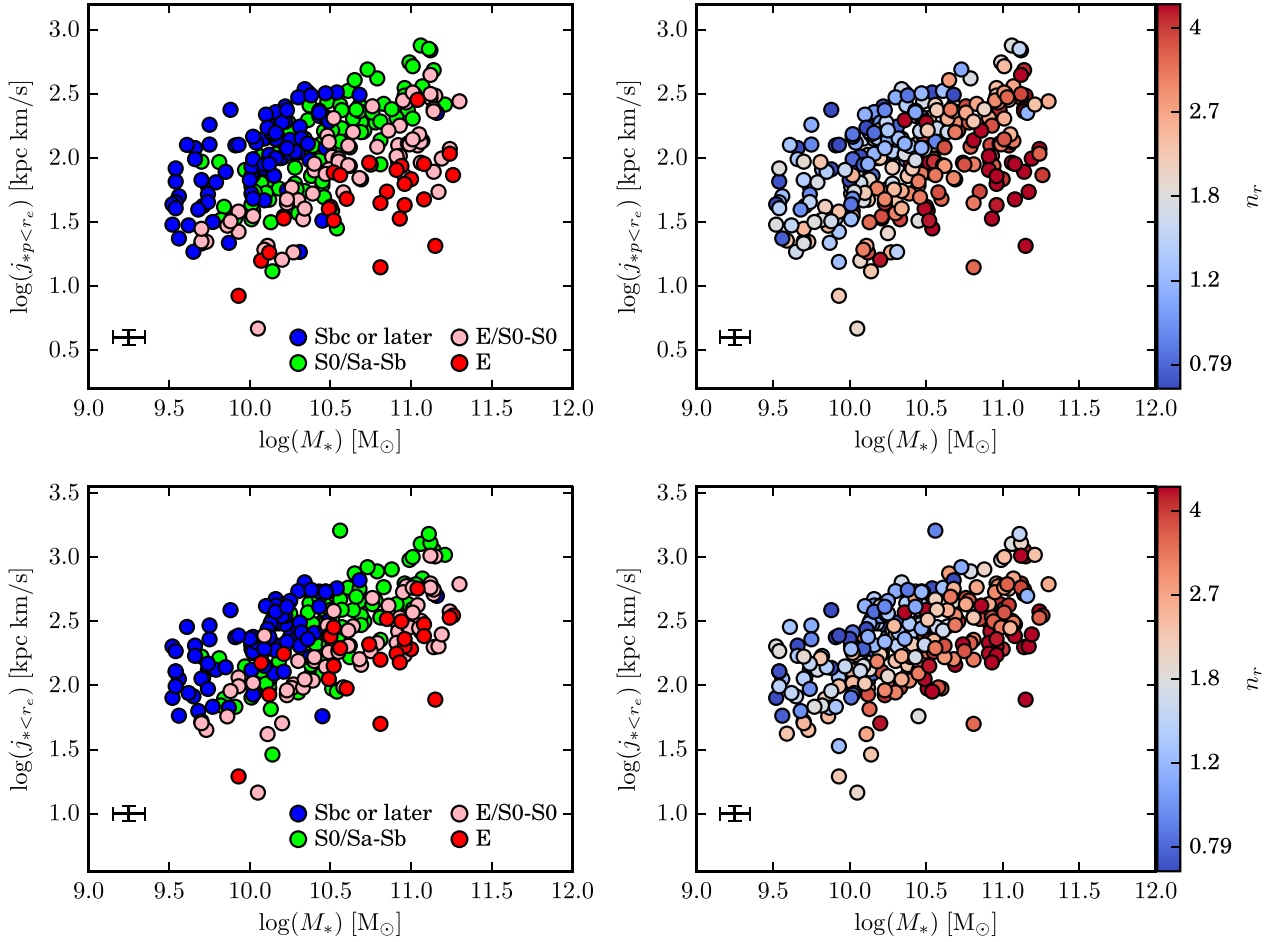 3.0
2.5
2.0
1.5
1.0
0.5
log(j∗p<re) [kpc km/s]
Sbc or later
E/S0-S0
S0/Sa-Sb
E
9.0 9.5 10.0 10.5 11.0 11.5 12.0
log(M∗) [M⊙]
3.0
2.5
2.0
1.5
1.0
0.5
log(j∗p<re) [kpc km/s]
9.0 9.5 10.0 10.5 11.0 11.5 12.0
log(M∗) [M⊙]
4
2.7
1.8
1.2
0.79
nr
3.5
3.0
2.5
2.0
1.5
1.0
log(j∗<re) [kpc km/s]
Sbc or later
E/S0-S0
S0/Sa-Sb
E
9.0 9.5 10.0 10.5 11.0 11.5 12.0
log(M∗) [M⊙]
3.5
3.0
2.5
2.0
1.5
1.0
log(j∗<re) [kpc km/s]
9.0 9.5 10.0 10.5 11.0 11.5 12.0
log(M∗) [M⊙]
4
2.7
1.8
1.2
0.79
nr